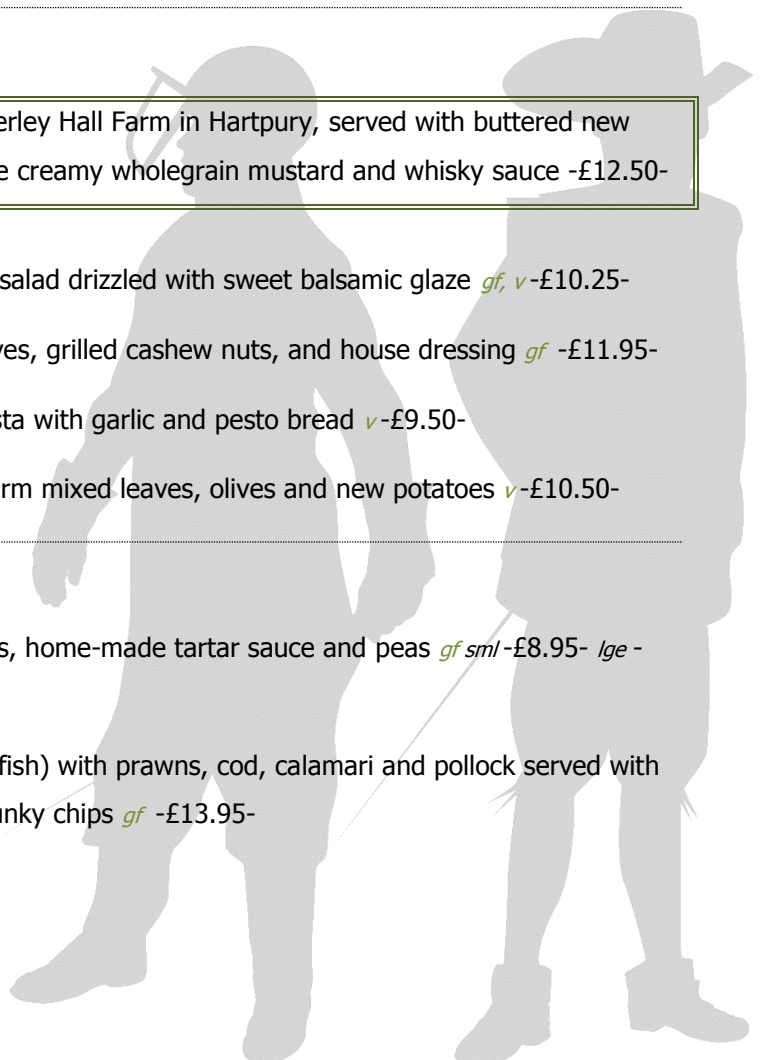 erley Hall Farm in Hartpury, served with buttered new
e creamy wholegrain mustard and whisky sauce -£12.50-
salad drizzled with sweet balsamic glaze gf, v -£10.25-
ves, grilled cashew nuts, and house dressing gf -£11.95-
sta with garlic and pesto bread v -£9.50-
rm mixed leaves, olives and new potatoes v -£10.50-
s, home-made tartar sauce and peas gf sml -£8.95- lge -
fish) with prawns, cod, calamari and pollock served with
unky chips gf -£13.95-